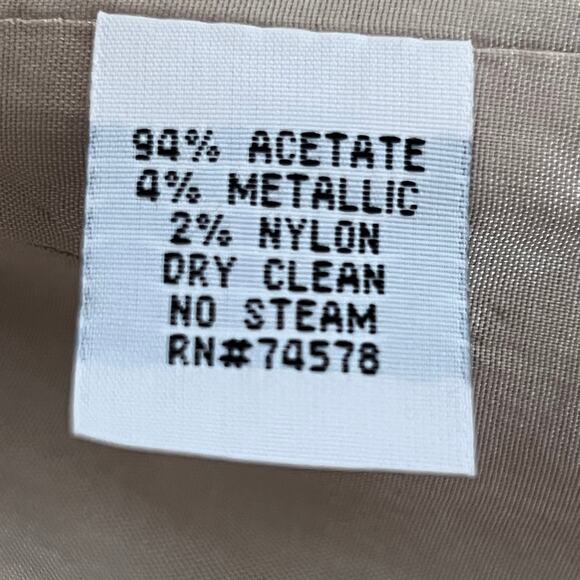 94% ACETATE
4% METALLIC
2% NYLON
DRY CLEAN
NO STEAM
RN#74578